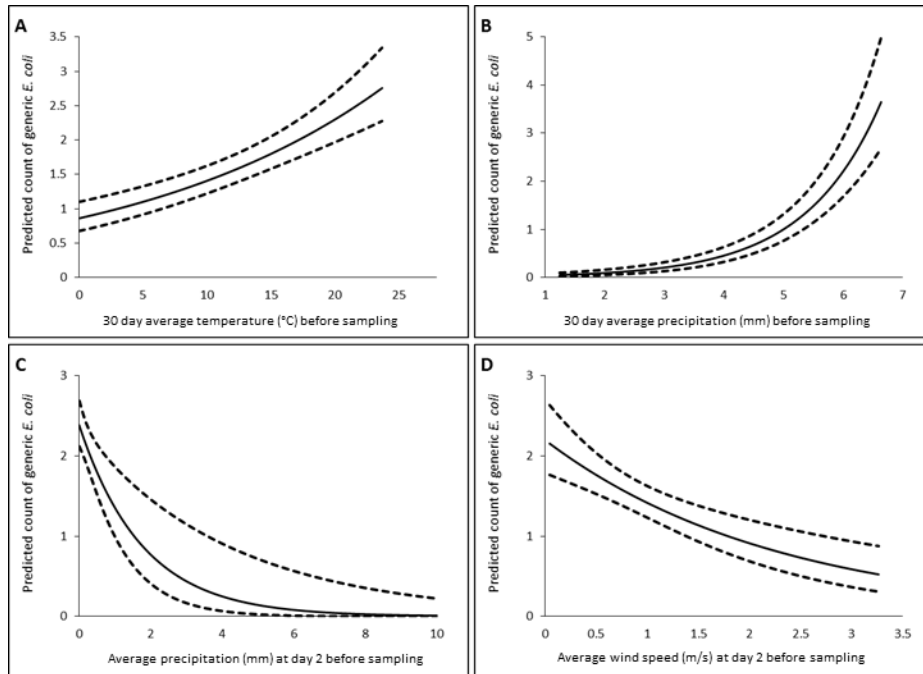 A
Predicted count of generic E. coli
3.5
3
2.5
2
1.5
1
0.5
0
0 5 10 15 20 25
30 day average temperature (°C) before sampling
B
Predicted count of generic E. coli
5
4
3
2
1
0
1 2 3 4 5 6 7
30 day average precipitation (mm) before sampling
C
Predicted count of generic E. coli
3
2
1
0
0 2 4 6 8 10
Average precipitation (mm) at day 2 before sampling
D
Predicted count of generic E. coli
3
2
1
0
0 0.5 1 1.5 2 2.5 3 3.5
Average wind speed (m/s) at day 2 before sampling